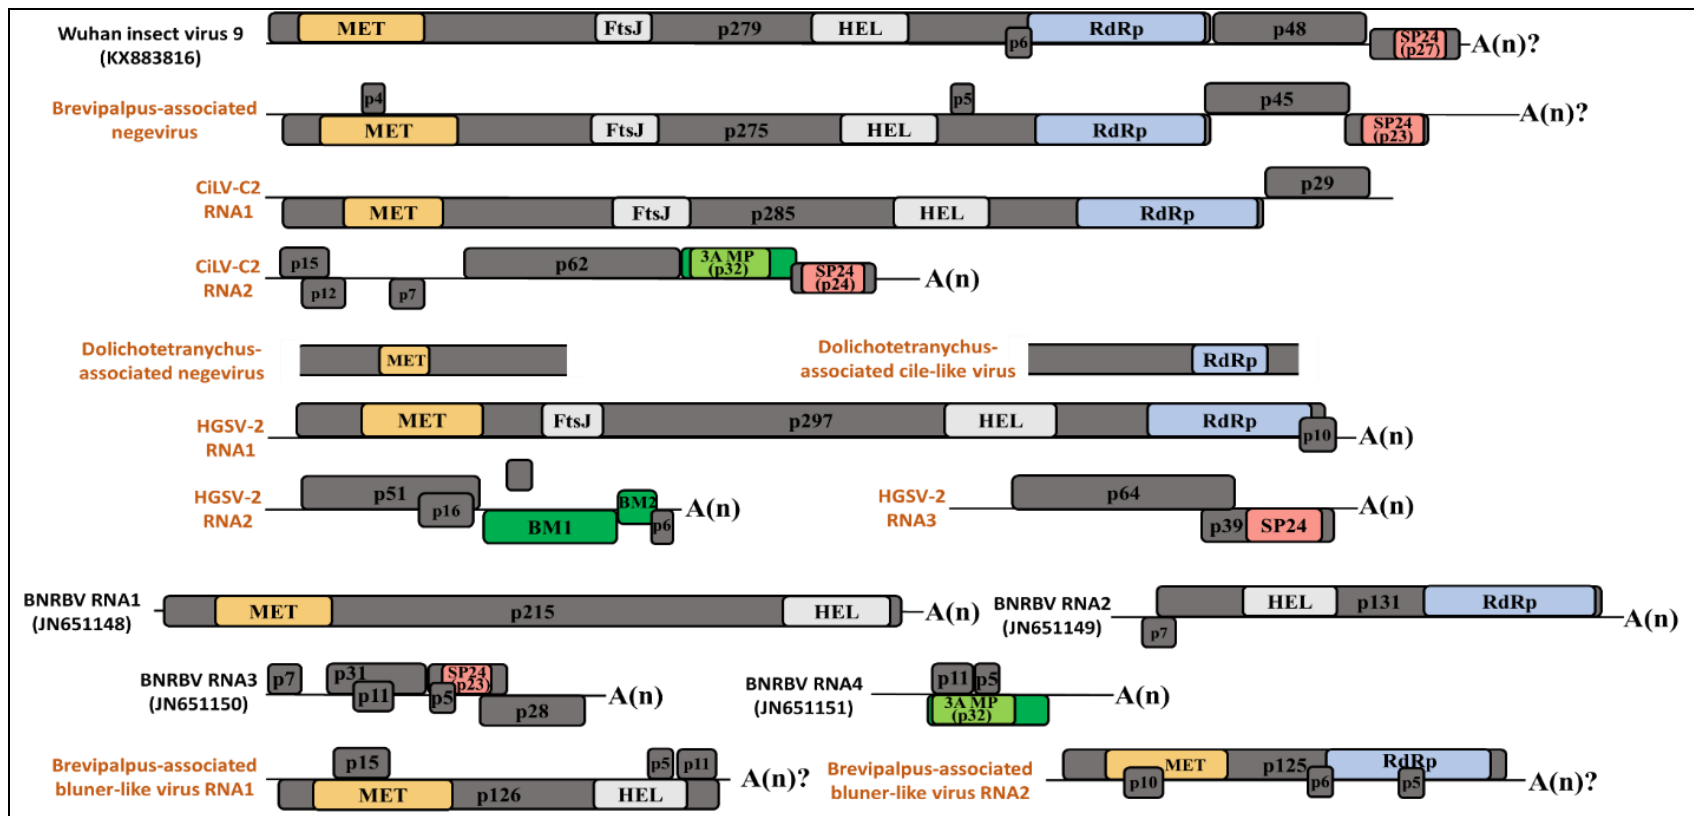 Wuhan insect virus 9
(KX883816)
MET FtsJ p279 HEL p6 RdRp p48 SP24 (p27) A(n)?
Brevipalpus-associated
negevirus
p4 p5 p45 A(n)?
MET FtsJ p275 HEL RdRp SP24 (p23)
CiLV-C2
RNA1
p29
MET FtsJ p285 HEL RdRp
CiLV-C2
RNA2
p15 p62 3A MP (p32) SP24 (p24) A(n)
p12 p7
Dolichotetranychus-
associated negevirus
MET
Dolichotetranychus-
associated cile-like virus
RdRp
HGSV-2
RNA1
MET FtsJ p297 HEL RdRp p10 A(n)
HGSV-2
RNA2
p51 p16 BM1 BM2 p6 A(n)
HGSV-2
RNA3
p64 A(n)
p39 SP24
BNRBV RNA1
(JN651148)
MET p215 HEL A(n)
BNRBV RNA2
(JN651149)
HEL p131 RdRp A(n)
p7
BNRBV RNA3
(JN651150)
p7 p31 p11 SP24 (p23) p5 p28 A(n)
BNRBV RNA4
(JN651151)
p11 p5 A(n)
3A MP
(p32)
Brevipalpus-associated
bluner-like virus RNA1
p15 p5 p11 A(n)?
MET p126 HEL
Brevipalpus-associated
bluner-like virus RNA2
MET p125 RdRp A(n)?
p10 p6 p5